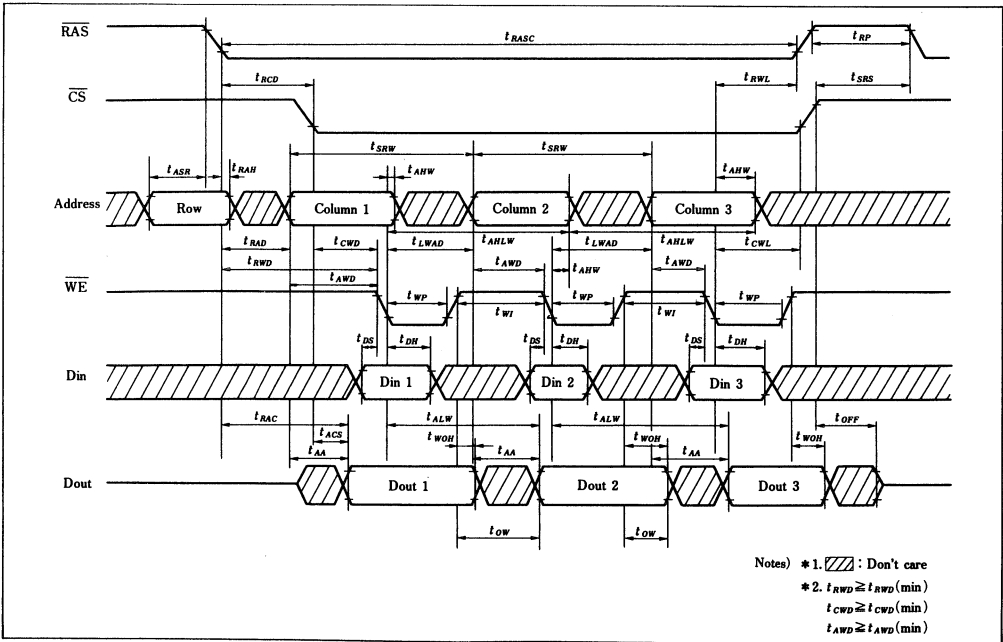 RAS
tRASC
tRP
tRCD
tRWL
tSRS
CS
tSRW
tSRW
tASR
tRAH
tAHW
tAHW
Address
Row
Column 1
Column 2
Column 3
tRAD
tCWD
tLWAD
tAHLW
tLWAD
tAHLW
tCWL
tRWD
tAWD
tAHW
tAWD
tAWD
WE
tWP
tWI
tWP
tWI
tWP
tDS
tDH
tDS
tDH
tDS
tDH
Din
Din 1
Din 2
Din 3
tRAC
tALW
tALW
tOFF
tACS
tWOH
tWOH
tWOH
tAA
tAA
tAA
Dout
Dout 1
Dout 2
Dout 3
tOW
tOW
Notes) *1. : Don't care
*2. tRWD≧tRWD(min)
tCWD≧tCWD(min)
tAWD≧tAWD(min)